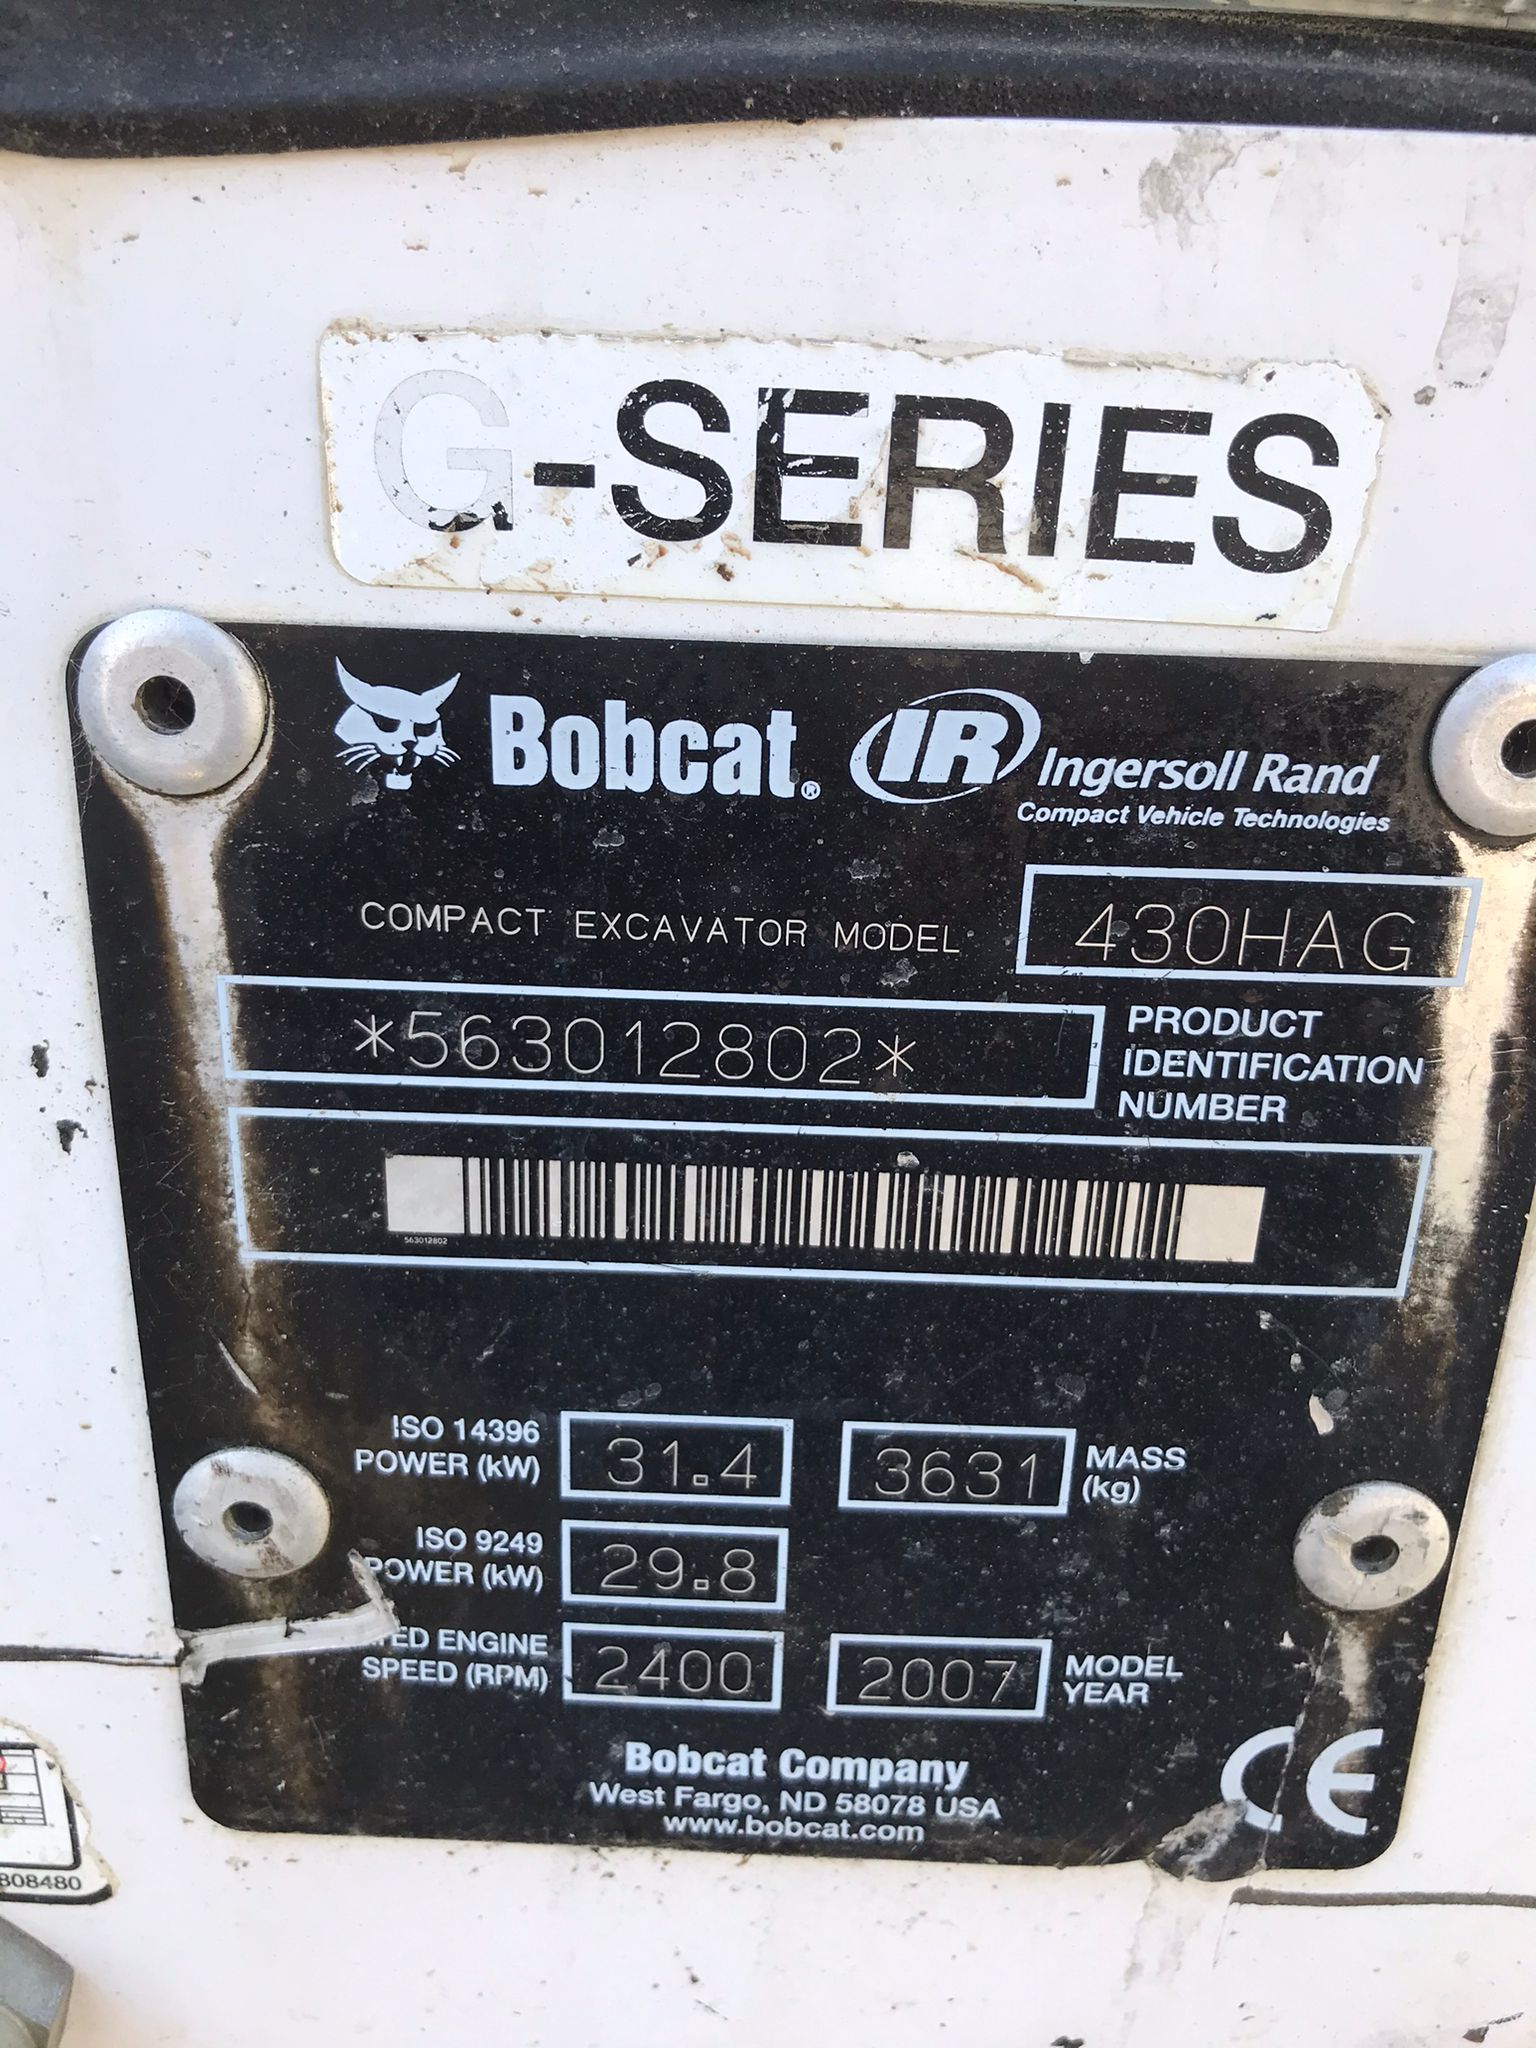 G-SERIES
Bobcat® IR Ingersoll Rand
Compact Vehicle Technologies
COMPACT EXCAVATOR MODEL 430HAG
*563012802* PRODUCT IDENTIFICATION NUMBER
563012802
ISO 14396 POWER (kW) 31.4
3631 MASS (kg)
ISO 9249 POWER (kW) 29.8
ENGINE SPEED (RPM) 2400
2007 MODEL YEAR
Bobcat Company
West Fargo, ND 58078 USA
www.bobcat.com
CE
808480